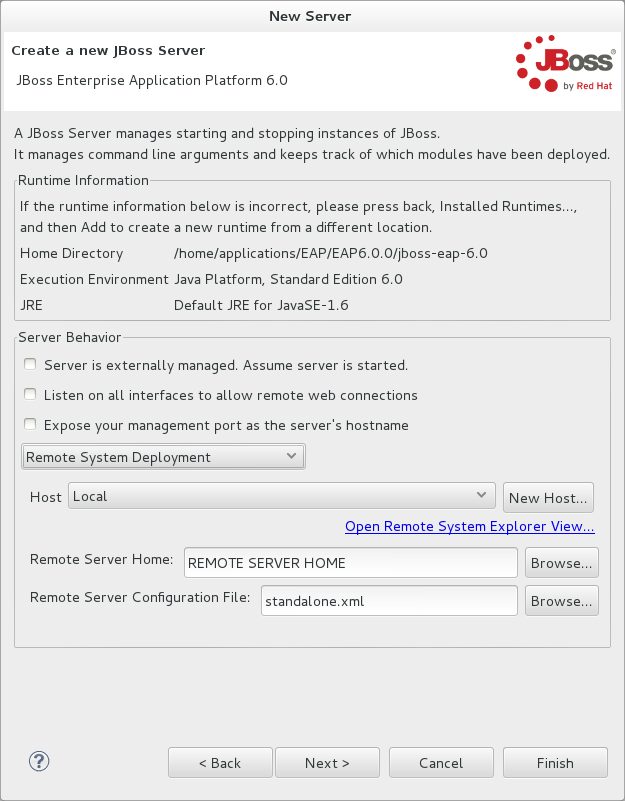 New Server
Create a new JBoss Server
JBoss Enterprise Application Platform 6.0
JBoss®
by Red Hat
A JBoss Server manages starting and stopping instances of JBoss.
It manages command line arguments and keeps track of which modules have been deployed.
Runtime Information
If the runtime information below is incorrect, please press back, Installed Runtimes...,
and then Add to create a new runtime from a different location.
Home Directory /home/applications/EAP/EAP6.0.0/jboss-eap-6.0
Execution Environment Java Platform, Standard Edition 6.0
JRE Default JRE for JavaSE-1.6
Server Behavior
Server is externally managed. Assume server is started.
Listen on all interfaces to allow remote web connections
Expose your management port as the server's hostname
Remote System Deployment
Host Local New Host...
Open Remote System Explorer View...
Remote Server Home: REMOTE SERVER HOME Browse...
Remote Server Configuration File: standalone.xml Browse...
? < Back Next > Cancel Finish